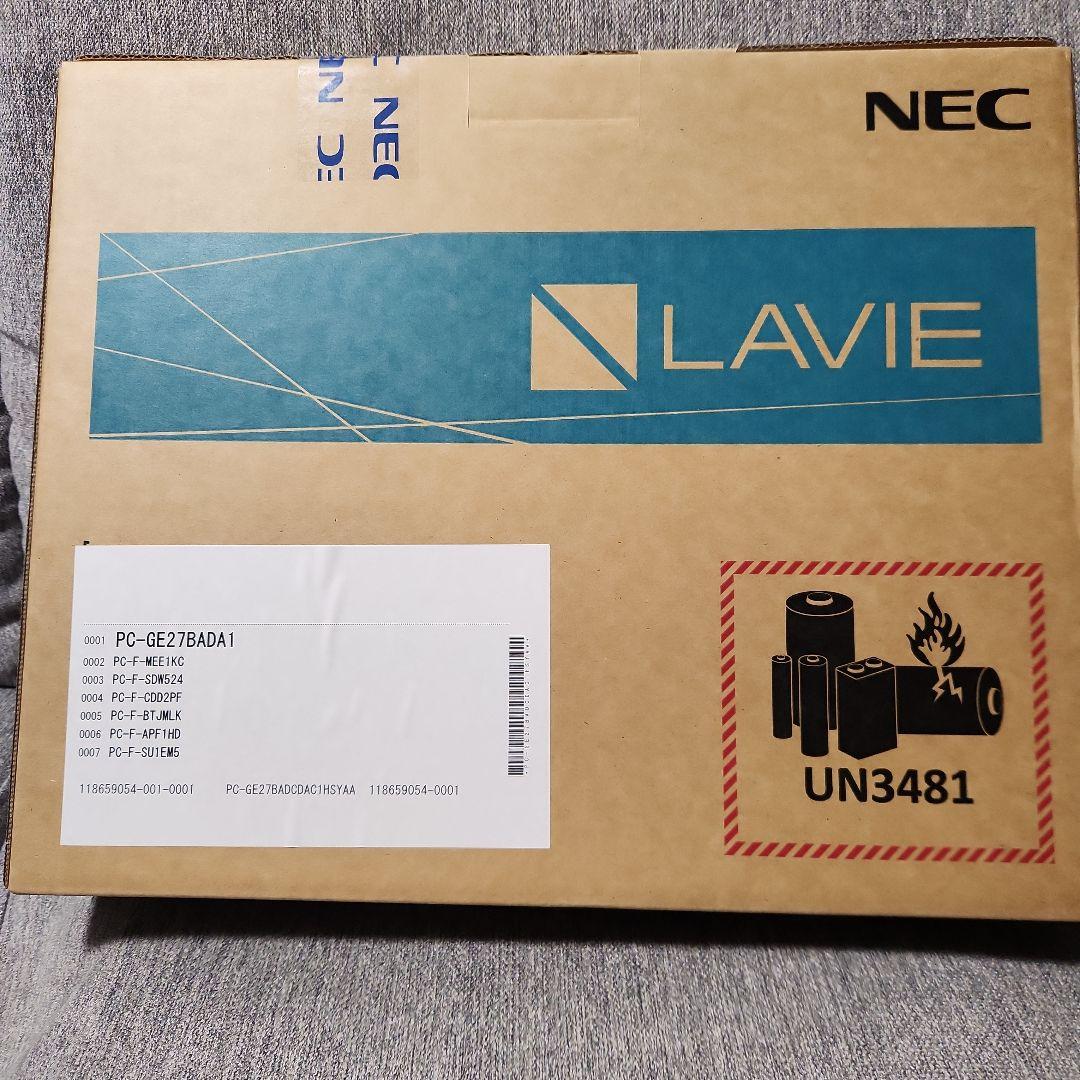 NEC
NEC
LAVIE
0001 PC-GE27BADA1
0002 PC-F-MEE1KC
0003 PC-F-SDW524
0004 PC-F-CDD2PF
0005 PC-F-BTJMLK
0006 PC-F-APF1HD
0007 PC-F-SU1EM5
118659054-001-0001 PC-GE27BADCDAC1HSYAA 118659054-0001
UN3481